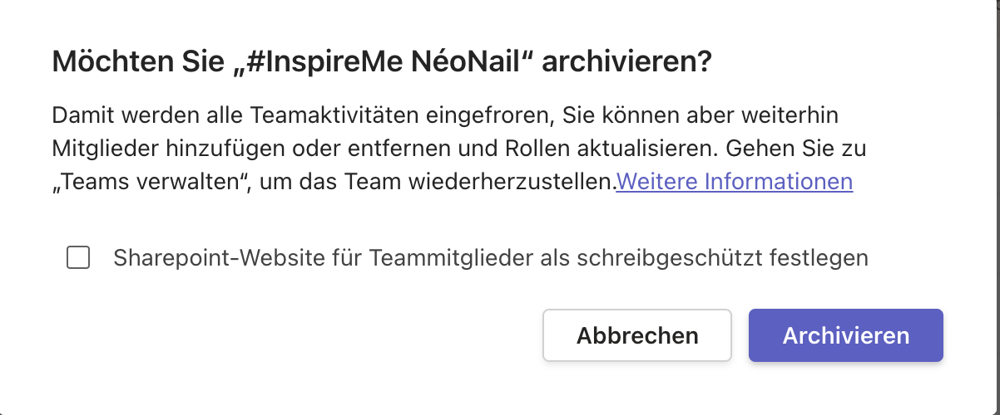 Möchten Sie „#InspireMe NéoNail“ archivieren?
Damit werden alle Teamaktivitäten eingefroren, Sie können aber weiterhin
Mitglieder hinzufügen oder entfernen und Rollen aktualisieren. Gehen Sie zu
„Teams verwalten“, um das Team wiederherzustellen.Weitere Informationen
Sharepoint-Website für Teammitglieder als schreibgeschützt festlegen
Abbrechen
Archivieren